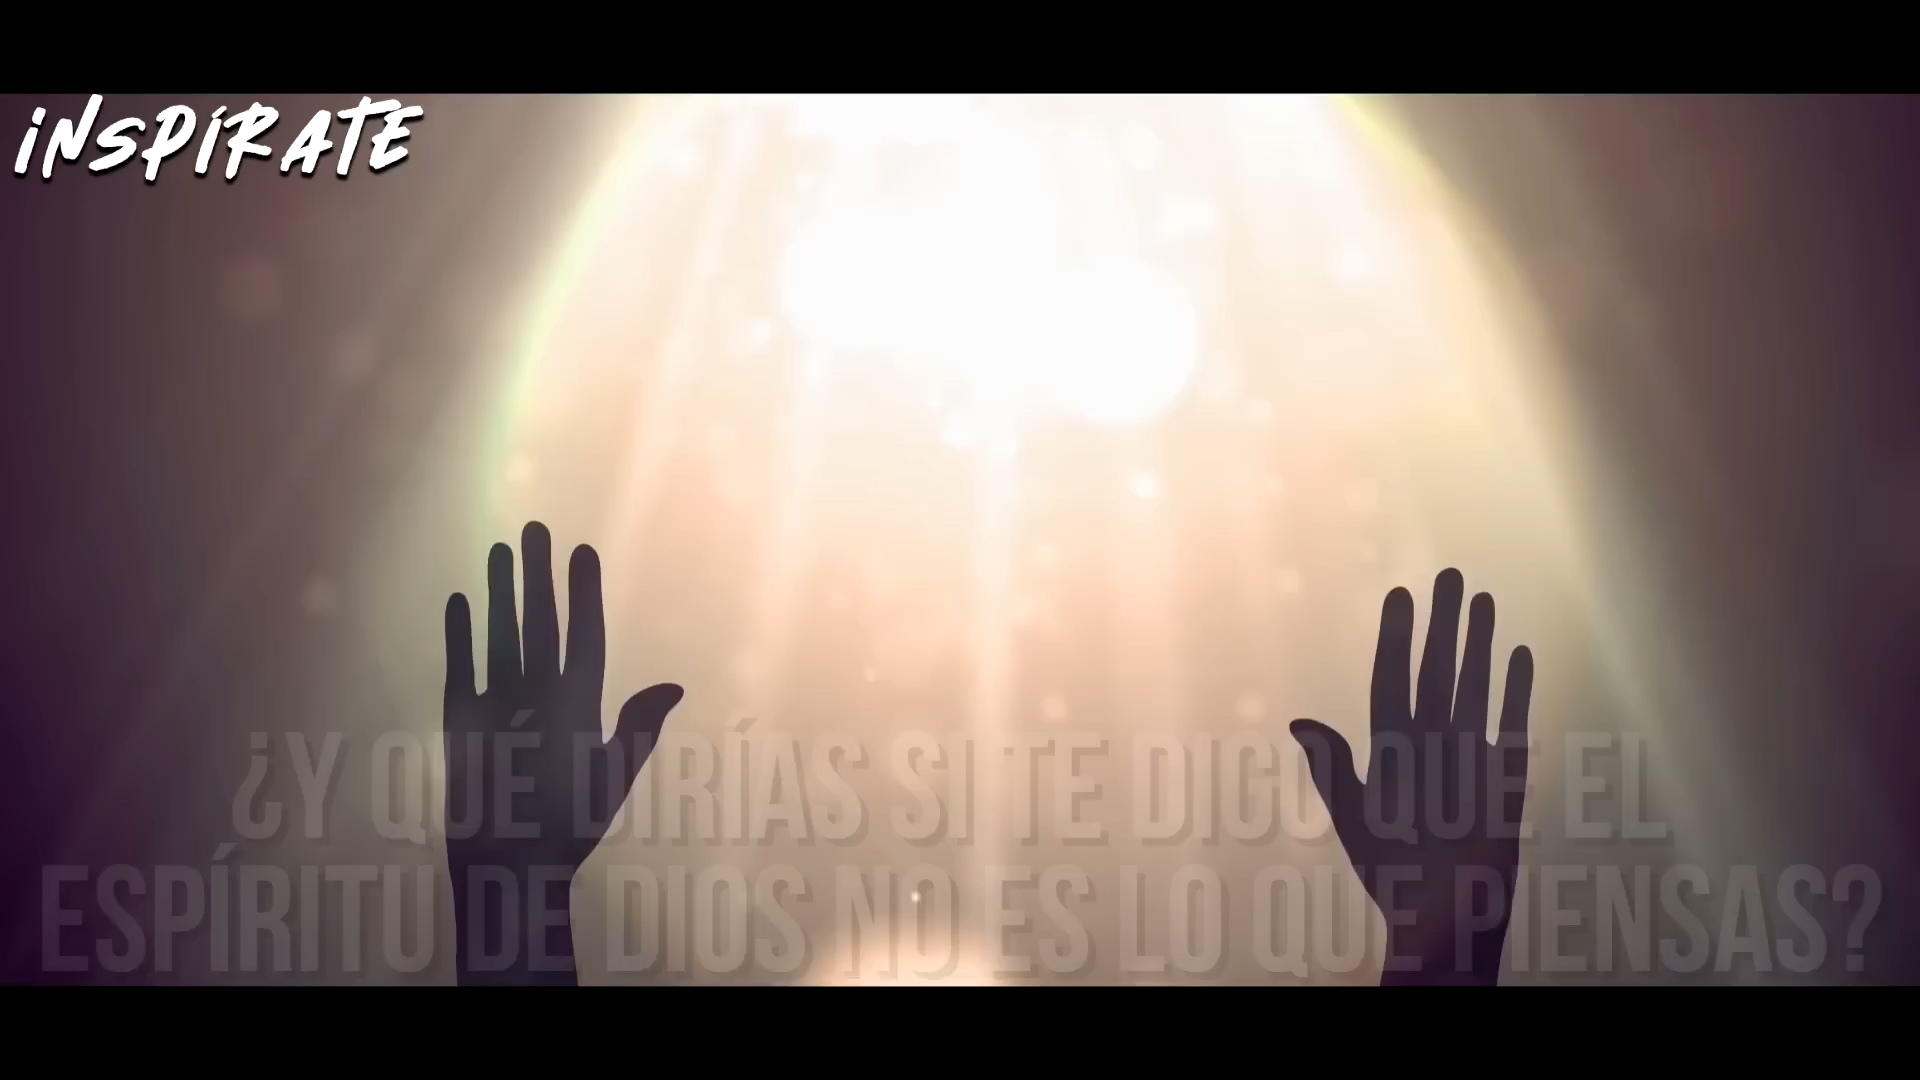 INSPÍRATE
¿Y QUÉ DIRÍAS SI TE DIGO QUE EL
ESPÍRITU DE DIOS NO ES LO QUE PIENSAS?